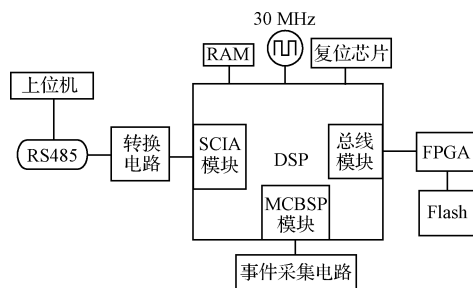 30 MHz
RAM
复位芯片
上位机
RS485
转换
电路
SCIA
模块
DSP
总线
模块
FPGA
MCBSP
模块
Flash
事件采集电路